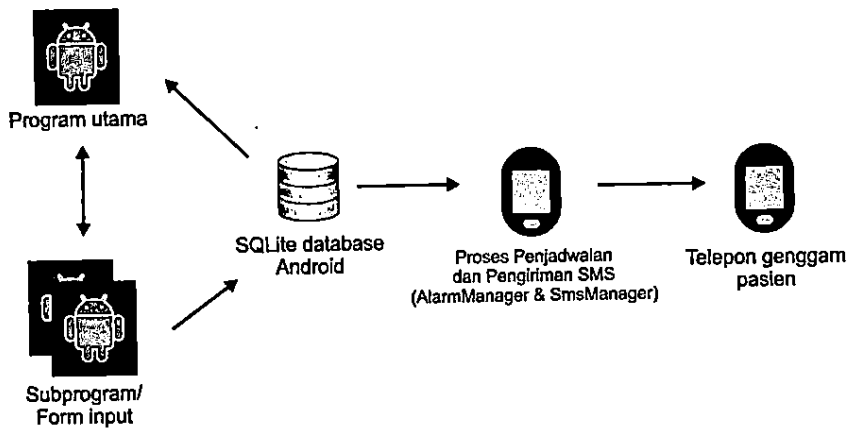 Program utama
SQLite database
Android
Proses Penjadwalan
dan Pengiriman SMS
(AlarmManager & SmsManager)
Telepon genggam
pasien
Subprogram/
Form input